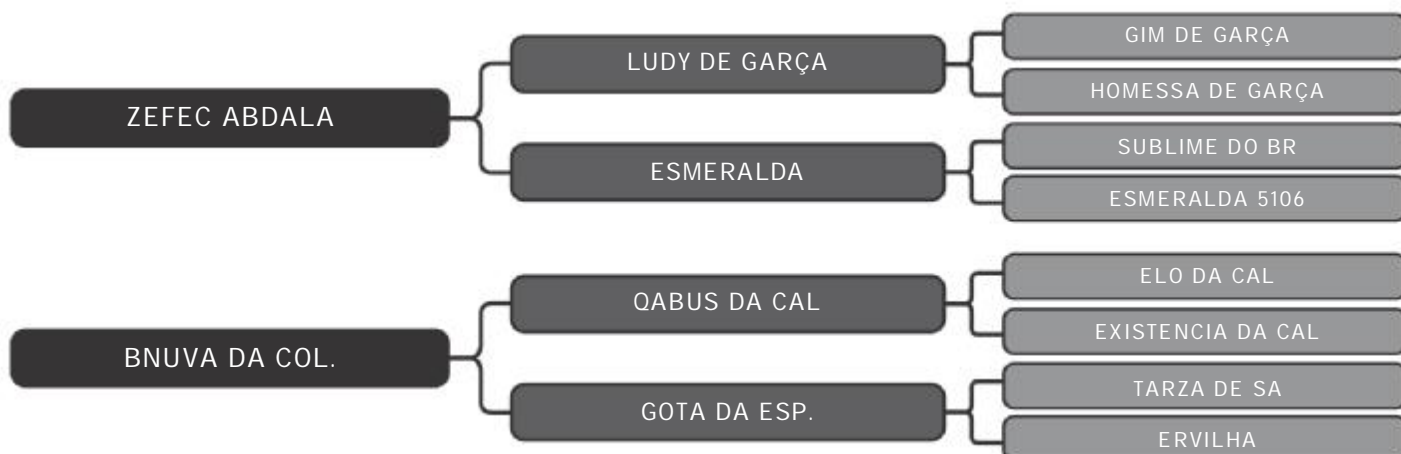 ZEFEC ABDALA
LUDY DE GARÇA
GIM DE GARÇA
HOMESSA DE GARÇA
ESMERALDA
SUBLIME DO BR
ESMERALDA 5106
BNUVA DA COL.
QABUS DA CAL
ELO DA CAL
EXISTENCIA DA CAL
GOTA DA ESP.
TARZA DE SA
ERVILHA